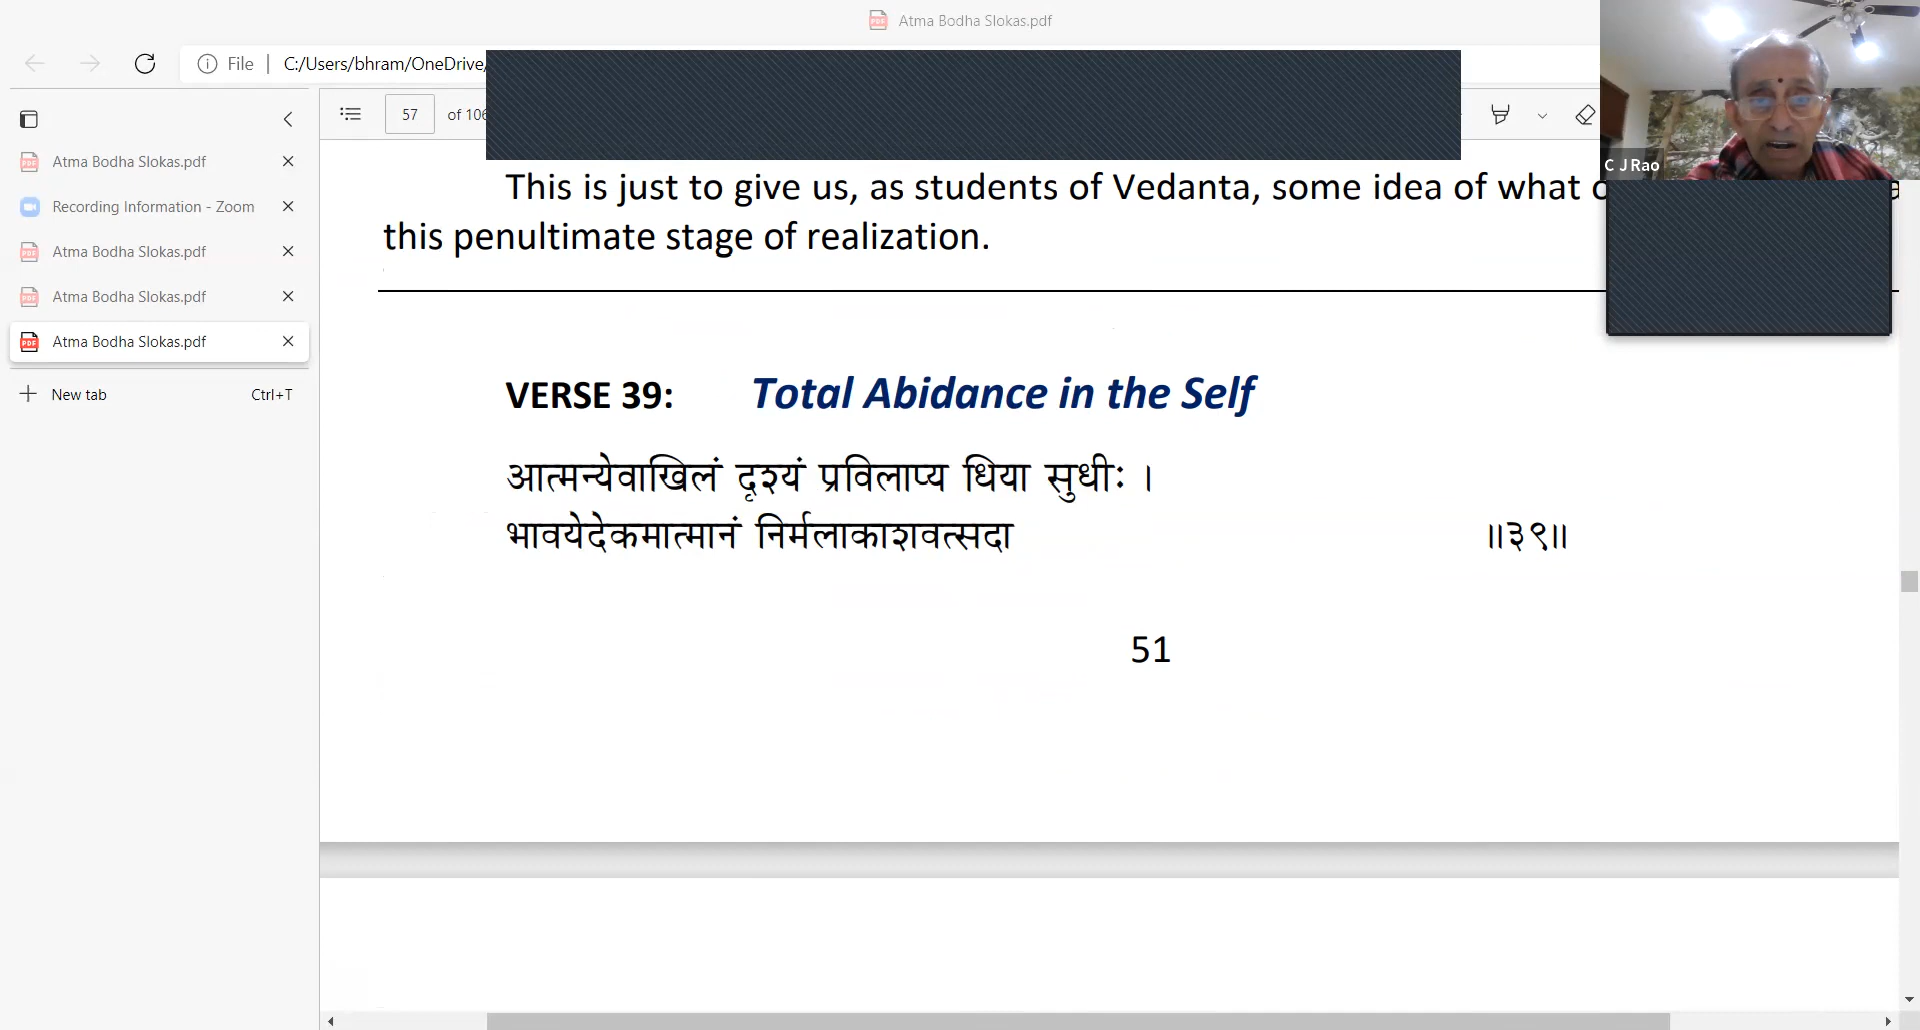 Atma Bodha Slokas.pdf
File | C:/Users/bhram/OneDrive/
57 of 106
C J Rao
Atma Bodha Slokas.pdf
Recording Information - Zoom
Atma Bodha Slokas.pdf
Atma Bodha Slokas.pdf
Atma Bodha Slokas.pdf
New tab Ctrl+T
This is just to give us, as students of Vedanta, some idea of what
this penultimate stage of realization.
VERSE 39: Total Abidance in the Self
आत्मन्येवाखिलं दृश्यं प्रविलाप्य धिया सुधीः ।
भावयेदेकमात्मानं निर्मलाकाशवत्सदा ॥३९॥
51